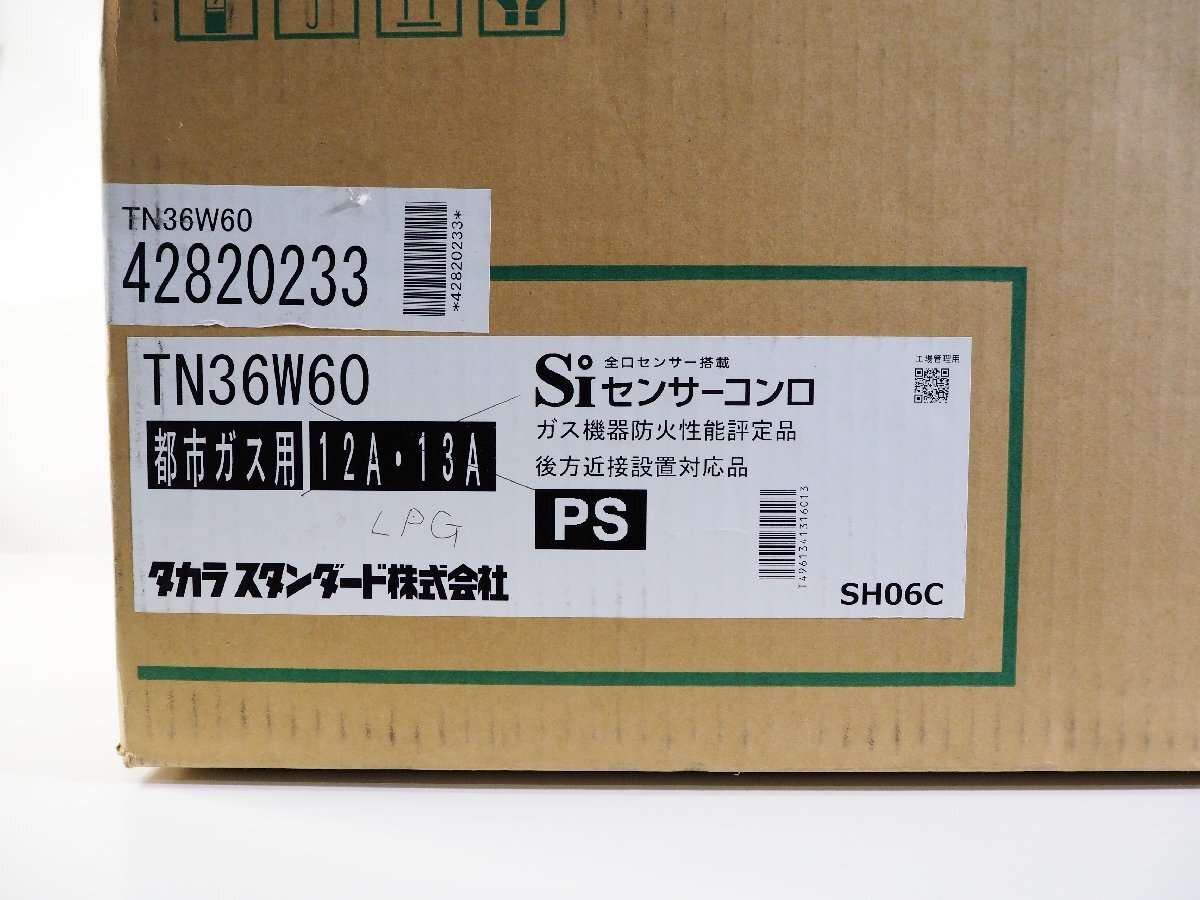 TN36W60
42820233
*42820233*
TN36W60
都市ガス用 12A・13A
LPG
タカラスタンダード株式会社
全口センサー搭載
Siセンサーコンロ
ガス機器防火性能評定品
後方近接設置対応品
PS
工場管理用
T4961341316013
SH06C